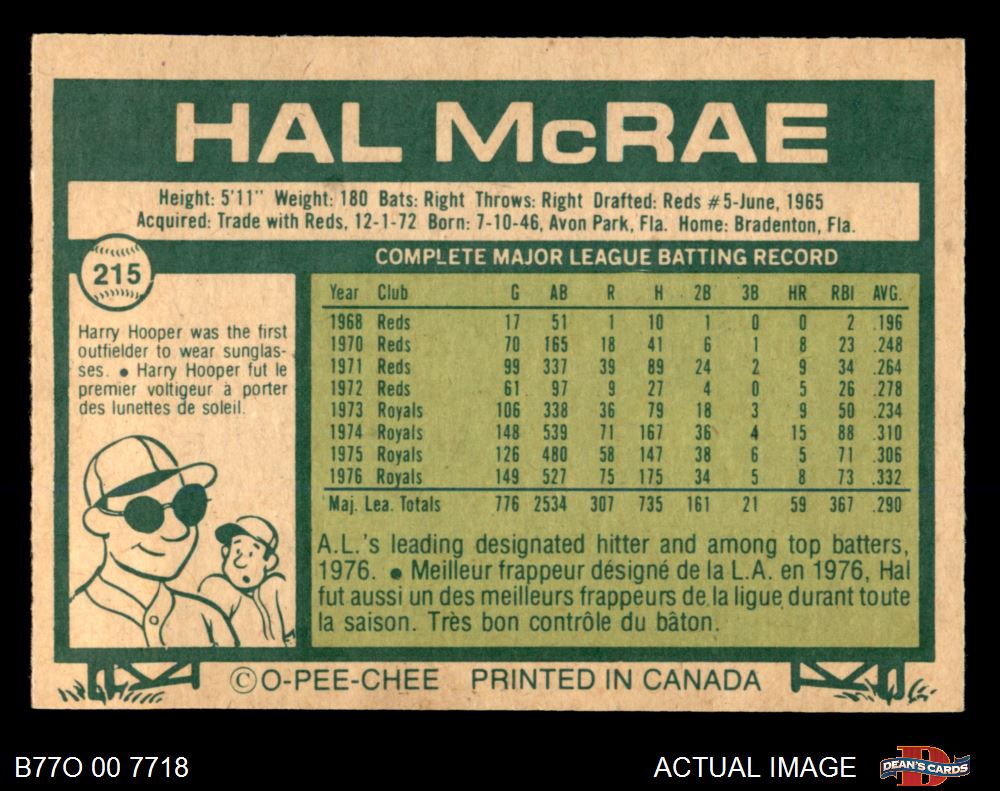 HAL McRAE
Height: 5'11" Weight: 180 Bats: Right Throws: Right Drafted: Reds #5-June, 1965
Acquired: Trade with Reds, 12-1-72 Born: 7-10-46, Avon Park, Fla. Home: Bradenton, Fla.
215
Harry Hooper was the first
outfielder to wear sunglas-
ses. • Harry Hooper fut le
premier voltigeur à porter
des lunettes de soleil.
COMPLETE MAJOR LEAGUE BATTING RECORD
Year Club G AB R H 2B 3B HR RBI AVG.
1968 Reds 17 51 1 10 1 0 0 2 .196
1970 Reds 70 165 18 41 6 1 8 23 .248
1971 Reds 99 337 39 89 24 2 9 34 .264
1972 Reds 61 97 9 27 4 0 5 26 .278
1973 Royals 106 338 36 79 18 3 9 50 .234
1974 Royals 148 539 71 167 36 4 15 88 .310
1975 Royals 126 480 58 147 38 6 5 71 .306
1976 Royals 149 527 75 175 34 5 8 73 .332
Maj. Lea. Totals 776 2534 307 735 161 21 59 367 .290
A.L.'s leading designated hitter and among top batters,
1976. • Meilleur frappeur désigné de la L.A. en 1976, Hal
fut aussi un des meilleurs frappeurs de la ligue durant toute
la saison. Très bon contrôle du bâton.
©O-PEE-CHEE PRINTED IN CANADA
B77O 00 7718
ACTUAL IMAGE
D
DEAN'S CARDS